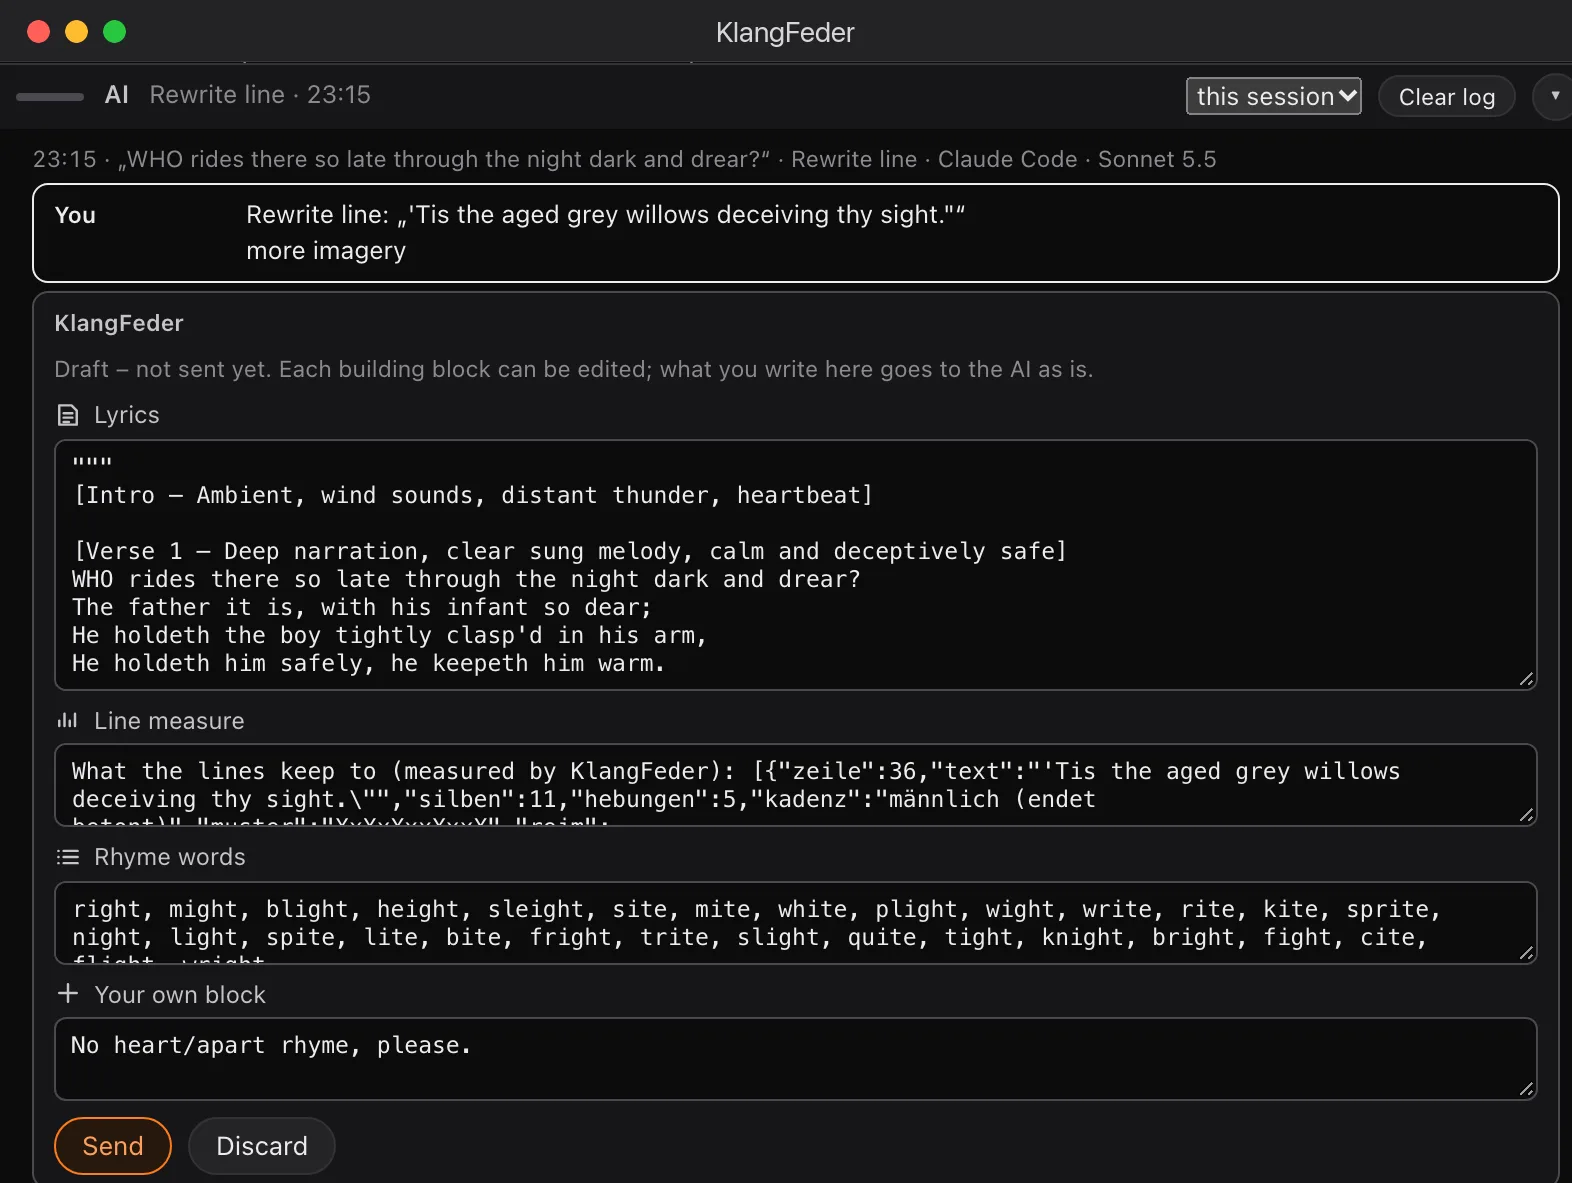 KlangFeder
AI Rewrite line · 23:15
this session
Clear log
23:15 · „WHO rides there so late through the night dark and drear?“ · Rewrite line · Claude Code · Sonnet 5.5
You
Rewrite line: „'Tis the aged grey willows deceiving thy sight."“
more imagery
KlangFeder
Draft – not sent yet. Each building block can be edited; what you write here goes to the AI as is.
Lyrics
"""
[Intro – Ambient, wind sounds, distant thunder, heartbeat]
[Verse 1 – Deep narration, clear sung melody, calm and deceptively safe]
WHO rides there so late through the night dark and drear?
The father it is, with his infant so dear;
He holdeth the boy tightly clasp'd in his arm,
He holdeth him safely, he keepeth him warm.
Line measure
What the lines keep to (measured by KlangFeder): [{"zeile":36,"text":"'Tis the aged grey willows
deceiving thy sight.\"","silben":11,"hebungen":5,"kadenz":"männlich (endet
Rhyme words
right, might, blight, height, sleight, site, mite, white, plight, wight, write, rite, kite, sprite,
night, light, spite, lite, bite, fright, trite, slight, quite, tight, knight, bright, fight, cite,
flight, wright
Your own block
No heart/apart rhyme, please.
Send
Discard